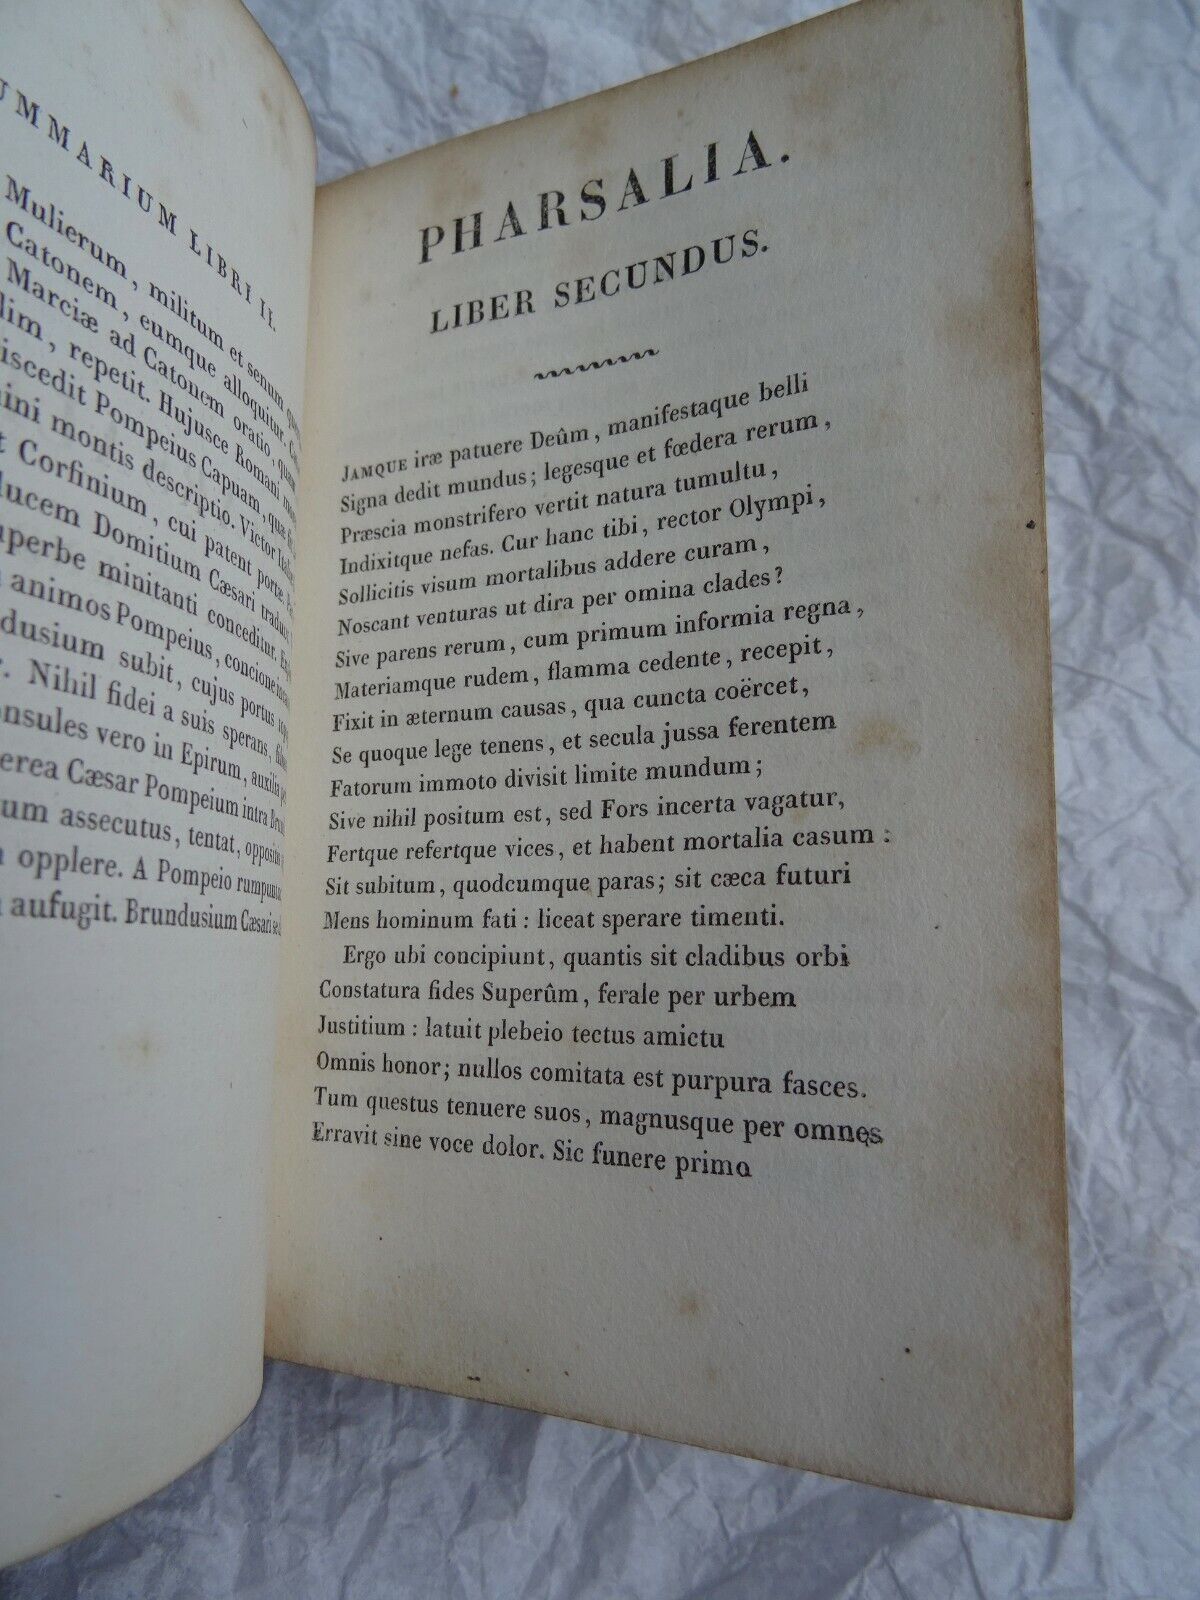 SUMMARIUM LIBRI II.
Mulierum, militum et senum
Catonem, eumque alloquitur.
Marciæ ad Catonem oratio, quam
repetit. Hujusce Romani
Pompeius Capuam, quæ
montis descriptio. Victor
Corfinium, cui patent portæ.
Domitium Cæsari
minitanti conceditur.
animos Pompeius, concione
subit, cujus portus
Nihil fidei a suis sperans,
vero in Epirum, auxilia
Cæsar Pompeium intra
assecutus, tentat,
opplere. A Pompeio
aufugit. Brundusium Cæsari
PHARSALIA.
LIBER SECUNDUS.
JAMQUE iræ patuere Deûm, manifestaque belli
Signa dedit mundus; legesque et fœdera rerum,
Præscia monstrifero vertit natura tumultu,
Indixitque nefas. Cur hanc tibi, rector Olympi,
Sollicitis visum mortalibus addere curam,
Noscant venturas ut dira per omina clades?
Sive parens rerum, cum primum informia regna,
Materiamque rudem, flamma cedente, recepit,
Fixit in æternum causas, qua cuncta coërcet,
Se quoque lege tenens, et secula jussa ferentem
Fatorum immoto divisit limite mundum;
Sive nihil positum est, sed Fors incerta vagatur,
Fertque refertque vices, et habent mortalia casum:
Sit subitum, quodcumque paras; sit cæca futuri
Mens hominum fati: liceat sperare timenti.
Ergo ubi concipiunt, quantis sit cladibus orbi
Constatura fides Superûm, ferale per urbem
Justitium: latuit plebeio tectus amictu
Omnis honor; nullos comitata est purpura fasces.
Tum questus tenuere suos, magnusque per omnes
Erravit sine voce dolor. Sic funere primo